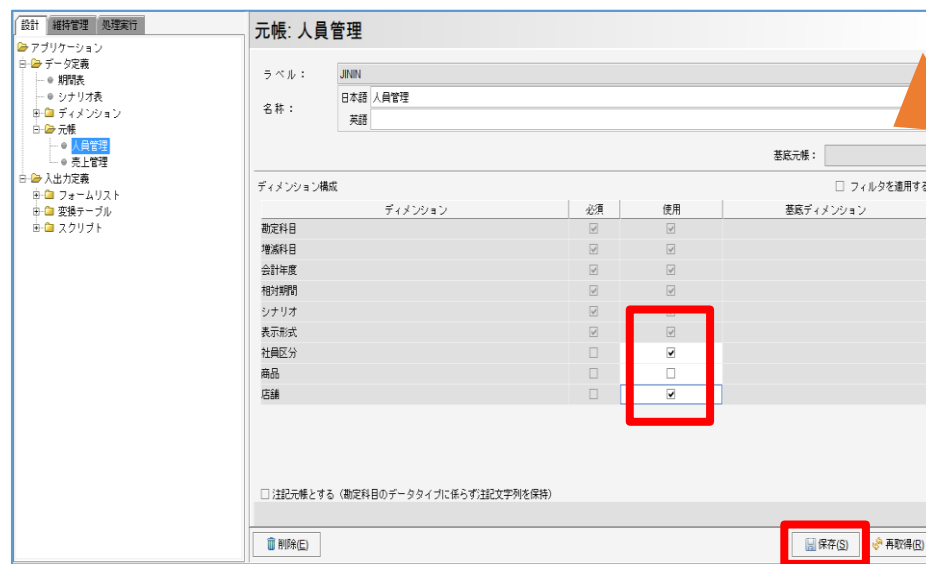 設計 維持管理 処理実行
アプリケーション
データ定義
期間表
シナリオ表
ディメンション
元帳
人員管理
売上管理
入出力定義
フォームリスト
変換テーブル
スクリプト
元帳: 人員管理
ラベル： JININ
名称： 日本語 人員管理
英語
基底元帳：
ディメンション構成 フィルタを適用する
ディメンション 必須 使用 基底ディメンション
勘定科目
増減科目
会計年度
相対期間
シナリオ
表示形式
社員区分
商品
店舗
注記元帳とする（勘定科目のデータタイプに係らず注記文字列を保持）
削除(E) 保存(S) 再取得(R)